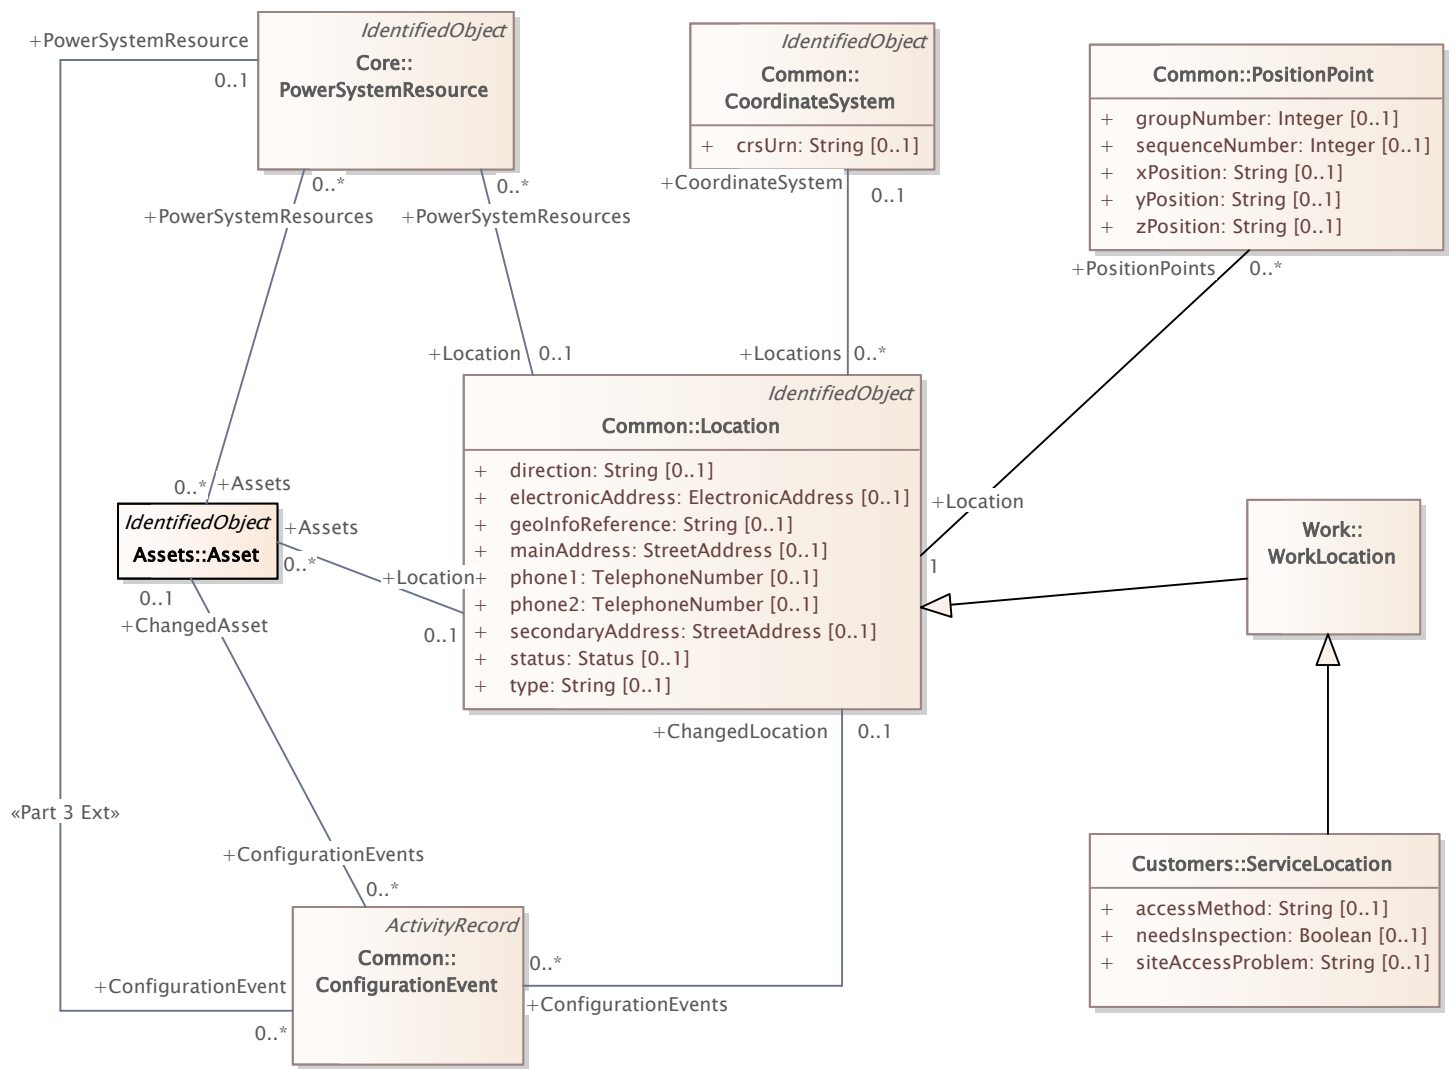 IdentifiedObject
Core::
PowerSystemResource
+PowerSystemResource
0..1
0..*
+PowerSystemResources
0..*
+PowerSystemResources
IdentifiedObject
Common::
CoordinateSystem
+ crsUrn: String [0..1]
+CoordinateSystem
0..1
Common::PositionPoint
+ groupNumber: Integer [0..1]
+ sequenceNumber: Integer [0..1]
+ xPosition: String [0..1]
+ yPosition: String [0..1]
+ zPosition: String [0..1]
+PositionPoints
0..*
+Location
0..1
+Locations
0..*
IdentifiedObject
Common::Location
+ direction: String [0..1]
+ electronicAddress: ElectronicAddress [0..1]
+ geoInfoReference: String [0..1]
+ mainAddress: StreetAddress [0..1]
+ phone1: TelephoneNumber [0..1]
+ phone2: TelephoneNumber [0..1]
+ secondaryAddress: StreetAddress [0..1]
+ status: Status [0..1]
+ type: String [0..1]
+Location
1
0..*
+Assets
IdentifiedObject
Assets::Asset
+Assets
0..*
+Location
0..1
0..1
+ChangedAsset
Work::
WorkLocation
+ChangedLocation
0..1
«Part 3 Ext»
+ConfigurationEvents
0..*
ActivityRecord
Common::
ConfigurationEvent
+ConfigurationEvent
0..*
0..*
+ConfigurationEvents
Customers::ServiceLocation
+ accessMethod: String [0..1]
+ needsInspection: Boolean [0..1]
+ siteAccessProblem: String [0..1]